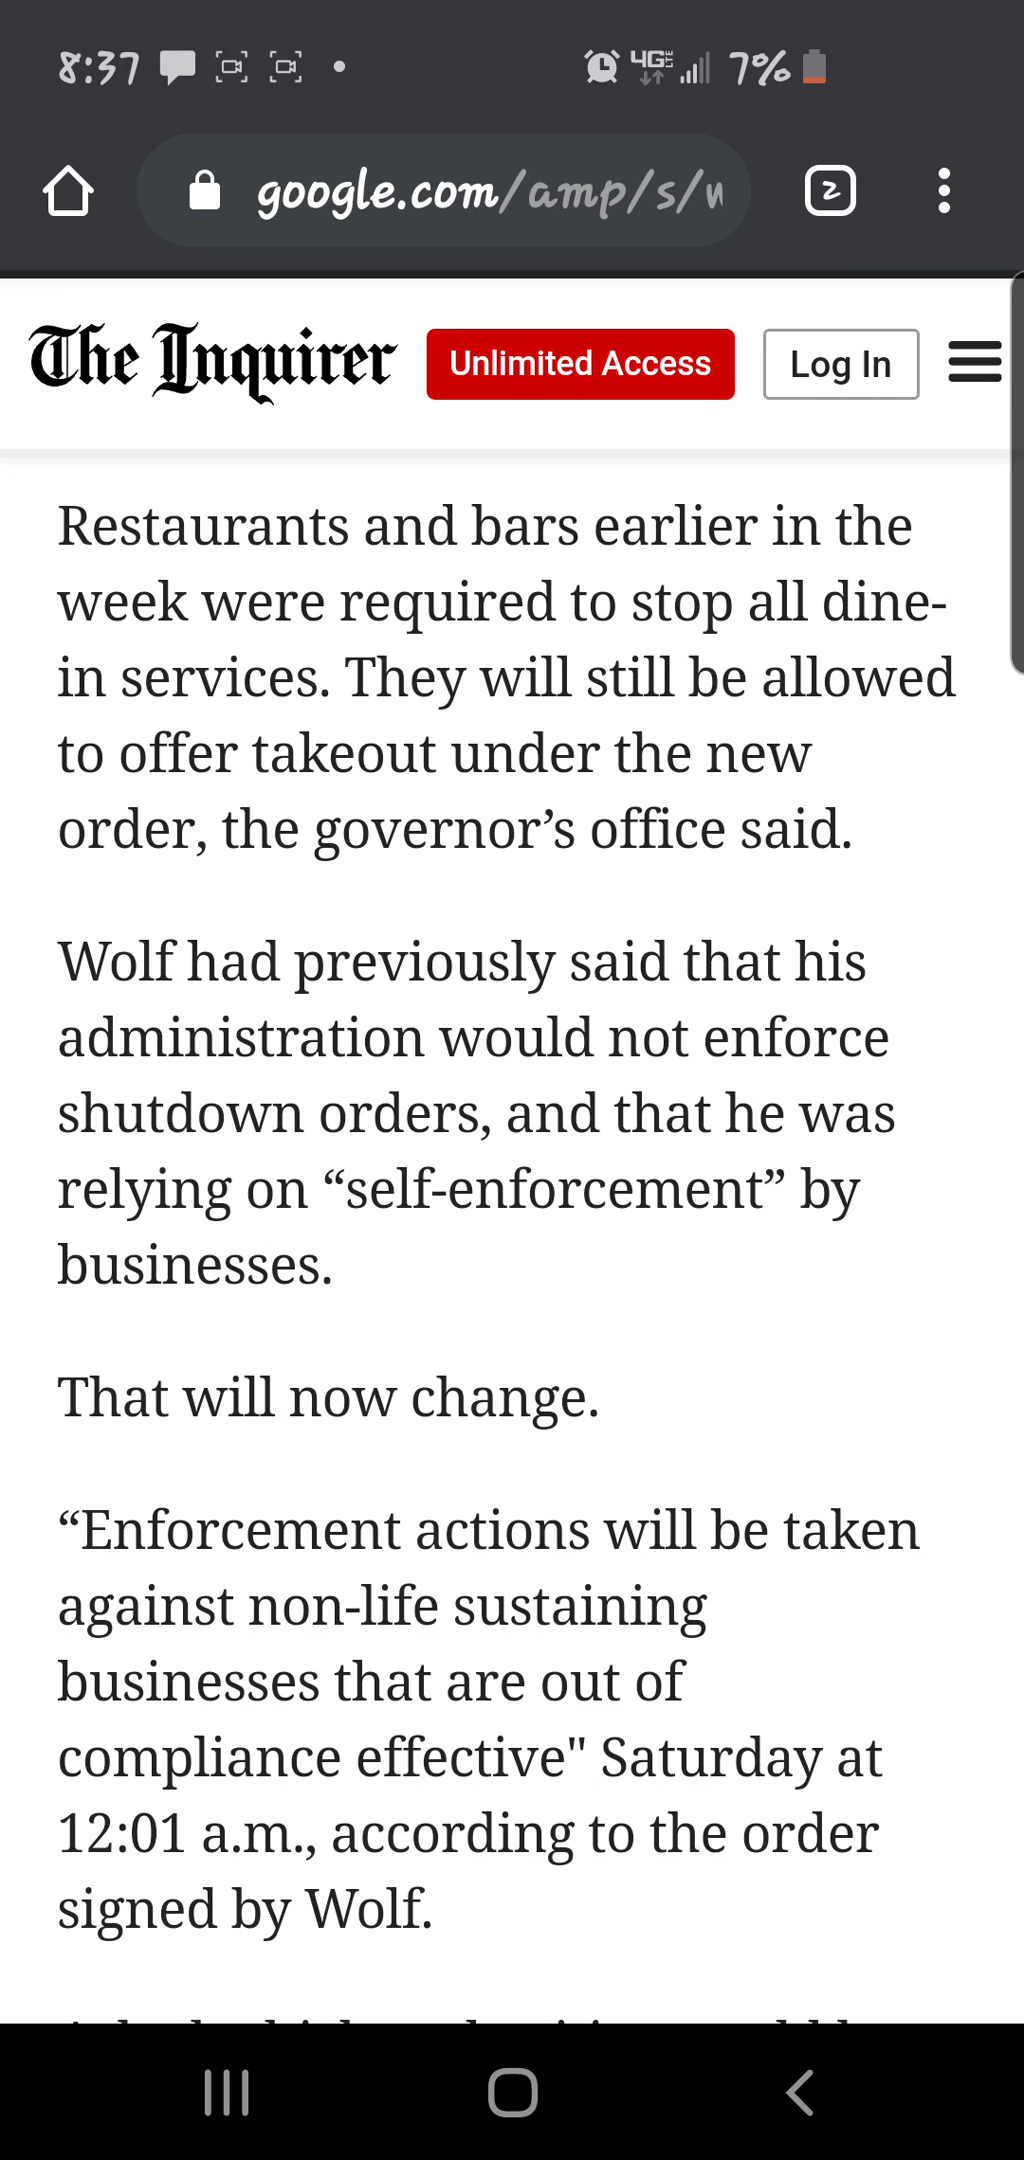 8:37 4G LTE 7%
google.com/amp/s/
2
The Inquirer Unlimited Access Log In
Restaurants and bars earlier in the
week were required to stop all dine-
in services. They will still be allowed
to offer takeout under the new
order, the governor’s office said.
Wolf had previously said that his
administration would not enforce
shutdown orders, and that he was
relying on “self-enforcement” by
businesses.
That will now change.
“Enforcement actions will be taken
against non-life sustaining
businesses that are out of
compliance effective" Saturday at
12:01 a.m., according to the order
signed by Wolf.